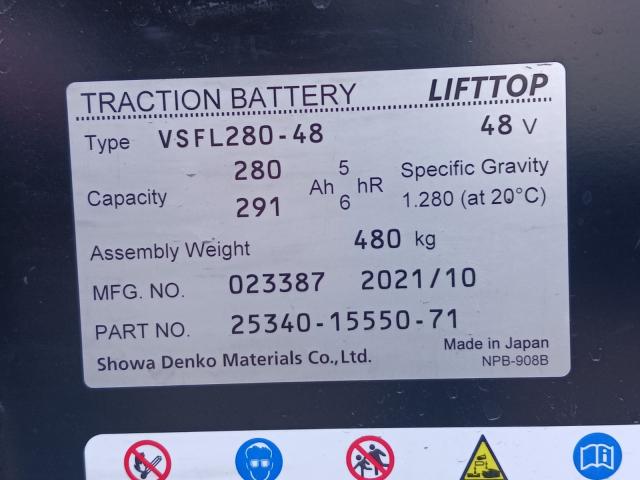 TRACTION BATTERY LIFTTOP
Type VSFL280-48 48 V
280 5
Capacity Ah hR Specific Gravity
291 6 1.280 (at 20°C)
Assembly Weight 480 kg
MFG. NO. 023387 2021/10
PART NO. 25340-15550-71
Showa Denko Materials Co.,Ltd. Made in Japan
NPB-908B